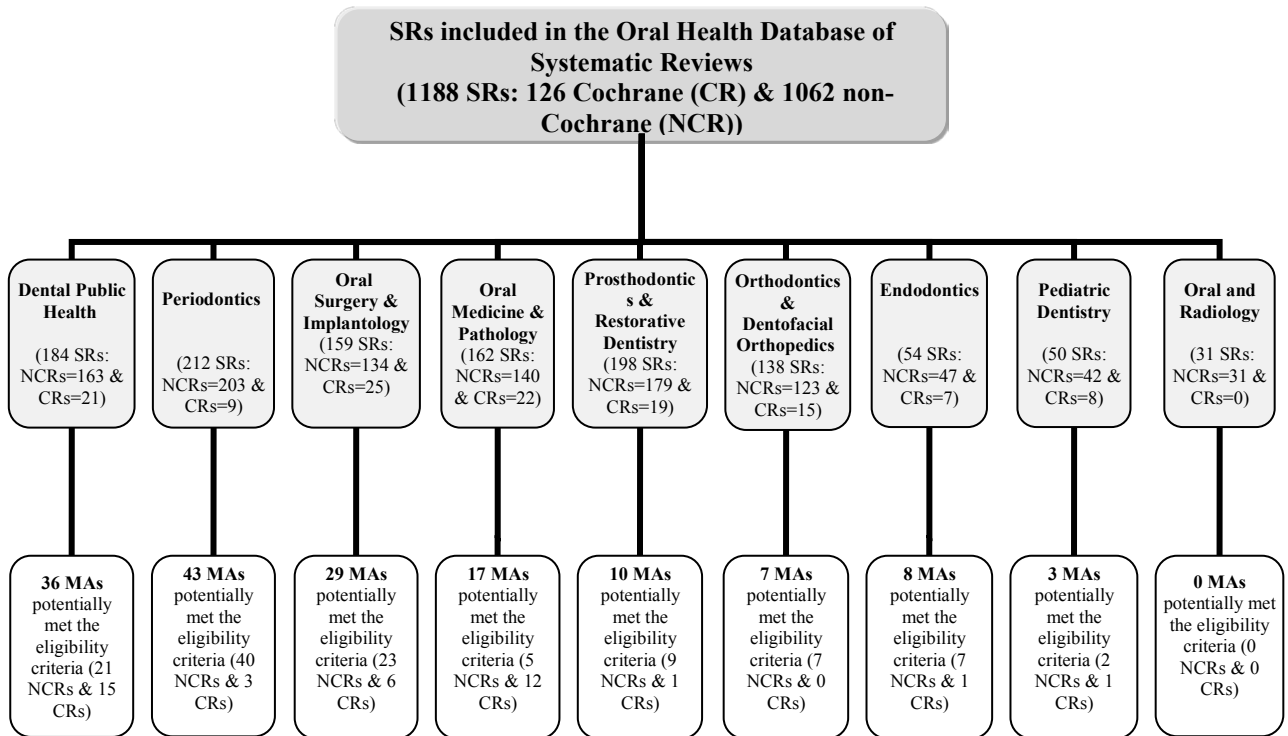 SRs included in the Oral Health Database of
Systematic Reviews
(1188 SRs: 126 Cochrane (CR) & 1062 non-
Cochrane (NCR))
Dental Public
Health
(184 SRs:
NCRs=163 &
CRs=21)
Periodontics
(212 SRs:
NCRs=203 &
CRs=9)
Oral
Surgery &
Implantology
(159 SRs:
NCRs=134 &
CRs=25)
Oral
Medicine &
Pathology
(162 SRs:
NCRs=140
& CRs=22)
Prosthodontic
s &
Restorative
Dentistry
(198 SRs:
NCRs=179 &
CRs=19)
Orthodontics
&
Dentofacial
Orthopedics
(138 SRs:
NCRs=123 &
CRs=15)
Endodontics
(54 SRs:
NCRs=47 &
CRs=7)
Pediatric
Dentistry
(50 SRs:
NCRs=42 &
CRs=8)
Oral and
Radiology
(31 SRs:
NCRs=31 &
CRs=0)
36 MAs
potentially
met the
eligibility
criteria (21
NCRs & 15
CRs)
43 MAs
potentially
met the
eligibility
criteria (40
NCRs & 3
CRs)
29 MAs
potentially
met the
eligibility
criteria (23
NCRs & 6
CRs)
17 MAs
potentially
met the
eligibility
criteria (5
NCRs & 12
CRs)
10 MAs
potentially
met the
eligibility
criteria (9
NCRs & 1
CRs)
7 MAs
potentially
met the
eligibility
criteria (7
NCRs & 0
CRs)
8 MAs
potentially
met the
eligibility
criteria (7
NCRs & 1
CRs)
3 MAs
potentially
met the
eligibility
criteria (2
NCRs & 1
CRs)
0 MAs
potentially met
the eligibility
criteria (0
NCRs & 0
CRs)